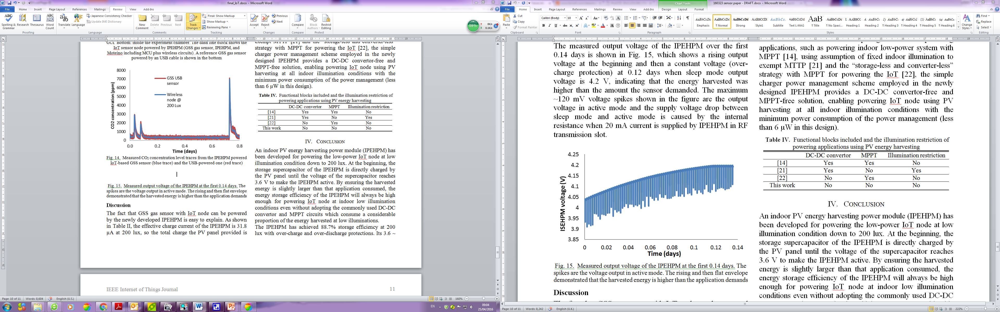 final_IoT.docx - Microsoft Word
File Home Insert Page Layout References Mailings Review View Add-Ins
Spelling & Grammar
Research
Thesaurus
Word Count
Translate
Language
Japanese Consistency Checker
Update IME Dictionary
New Comment
Delete
Previous
Next
Track Changes
Final: Show Markup
Show Markup
Reviewing Pane
Accept
Reject
Previous
Next
Compare
Block Authors
Restrict Editing
Proofing Language Comments Tracking Changes Compare Protect
59%
0K/s
0.1K/s
GUI. Bottom: inside the experiment chamber. The dash line block shows the
IoT sensor node powered by IPEHPM (GSS gas sensor, IPEHPM, and
Moteino including MCU plus wireless circuits). A reference GSS gas sensor
powered by an USB cable is shown in the bottom
8000
7000
6000
5000
4000
3000
2000
1000
0
CO2 concentration (ppm)
GSS USB sensor
Wireless node @ 200 Lux
0.0 0.2 0.4 0.6 0.8
Time (days)
Fig. 14. Measured CO2 concentration level traces from the IPEHPM powered
IoT-based GSS sensor (blue trace) and the USB-powered one (red trace)
Fig. 15. Measured output voltage of the IPEHPM at the first 0.14 days. The
spikes are the voltage output in active mode. The rising and then flat envelope
demonstrated that the harvested energy is higher than the application demands
Discussion
The fact that GSS gas sensor with IoT node can be powered
by the newly developed IPEHPM is easy to explain. As shown
in Table II, the effective charge current of the IPEHPM is 31.8
µA at 200 lux, so the total charge the PV panel provided is
exempt MTTP [21] and the “storage-less and converter-less”
strategy with MPPT for powering the IoT [22], the simple
charger power management scheme employed in the newly
designed IPEHPM provides a DC-DC convertor-free and
MPPT-free solution, enabling powering IoT node using PV
harvesting at all indoor illumination conditions with the
minimum power consumption of the power management (less
than 6 µW in this design).
Table IV. Functional blocks included and the illumination restriction of
powering applications using PV energy harvesting
DC-DC convertor MPPT Illumination restriction
[14] Yes Yes No
[21] Yes No Yes
[22] No Yes No
This work No No No
IV. CONCLUSION
An indoor PV energy harvesting power module (IPEHPM) has
been developed for powering the low-power IoT node at low
illumination condition down to 200 lux. At the beginning, the
storage supercapacitor of the IPEHPM is directly charged by
the PV panel until the voltage of the supercapacitor reaches
3.6 V to make the IPEHPM active. By ensuring the harvested
energy is slightly larger than that application consumed, the
energy storage efficiency of the IPEHPM will always be high
enough for powering IoT node at indoor low illumination
conditions even without adopting the commonly used DC-DC
convertor and MPPT circuits which consume a considerable
proportion of the energy harvested at low illuminations.
The IPEHPM has achieved 88.7% storage efficiency at 200
lux with over-charge and over-discharge protections. Its 3.6 ~
IEEE Internet of Things Journal 11
Page: 10 of 11 Words: 8,604 English (U.S.) 160%
EN 09:04
25/04/2016
Chart Tools
160323 sensor paper - DRAFT.docx - Microsoft Word
File Home Insert Page Layout References Mailings Review View Add-Ins Design Layout Format
Paste
Cut
Copy
Format Painter
Calibri (Body) 10
AaBbCcDc Emphasis
AaBbCcDc ¶ Normal
AaBbCcDd Strong
AABBCCDI Style1
AaBbCc. Subtitle
AaBbCcDd Text L-MAG
AaB ¶ Title
AaBbCcDc ¶ No Spaci...
I. AABBCC Heading 1
A. AaBbCc Heading 2
1) AaBbCc ¶ Heading 3
a) AaBbCcl ¶ Heading 4
(1) AaBbCc ¶ Heading 5
(a) AaBbCc. ¶ Heading 6
Change Styles
Find
Replace
Select
Clipboard Font Paragraph Styles Editing
The measured output voltage of the IPEHPM over the first
0.14 days is shown in Fig. 15, which shows a rising output
voltage at the beginning and then a constant voltage (over-
charge protection) at 0.12 days when sleep mode output
voltage is 4.2 V, indicating that the energy harvested was
higher than the amount the sensor demanded. The maximum
~120 mV voltage spikes shown in the figure are the output
voltage in active mode and the supply voltage drop between
sleep mode and active mode is caused by the internal
resistance when 20 mA current is supplied by IPEHPM in RF
transmission slot.
4.25
4.2
4.15
4.1
4.05
4
3.95
3.9
3.85
ISEHPM voltage (V)
0 0.02 0.04 0.06 0.08 0.1 0.12 0.14
Time (days)
Fig. 15. Measured output voltage of the IPEHPM at the first 0.14 days. The
spikes are the voltage output in active mode. The rising and then flat envelope
demonstrated that the harvested energy is higher than the application demands
Discussion
applications, such as powering indoor low-power system with
MPPT [14], using assumption of fixed indoor illumination to
exempt MTTP [21] and the “storage-less and converter-less”
strategy with MPPT for powering the IoT [22], the simple
charger power management scheme employed in the newly
designed IPEHPM provides a DC-DC convertor-free and
MPPT-free solution, enabling powering IoT node using PV
harvesting at all indoor illumination conditions with the
minimum power consumption of the power management (less
than 6 µW in this design).
Table IV. Functional blocks included and the illumination restriction of
powering applications using PV energy harvesting
DC-DC convertor MPPT Illumination restriction
[14] Yes Yes No
[21] Yes No Yes
[22] No Yes No
This work No No No
IV. CONCLUSION
An indoor PV energy harvesting power module (IPEHPM) has
been developed for powering the low-power IoT node at low
illumination condition down to 200 lux. At the beginning, the
storage supercapacitor of the IPEHPM is directly charged by
the PV panel until the voltage of the supercapacitor reaches
3.6 V to make the IPEHPM active. By ensuring the harvested
energy is slightly larger than that application consumed, the
energy storage efficiency of the IPEHPM will always be high
enough for powering IoT node at indoor low illumination
conditions even without adopting the commonly used DC-DC
Page: 10 of 11 Words: 8,242 English (U.K.) 222%